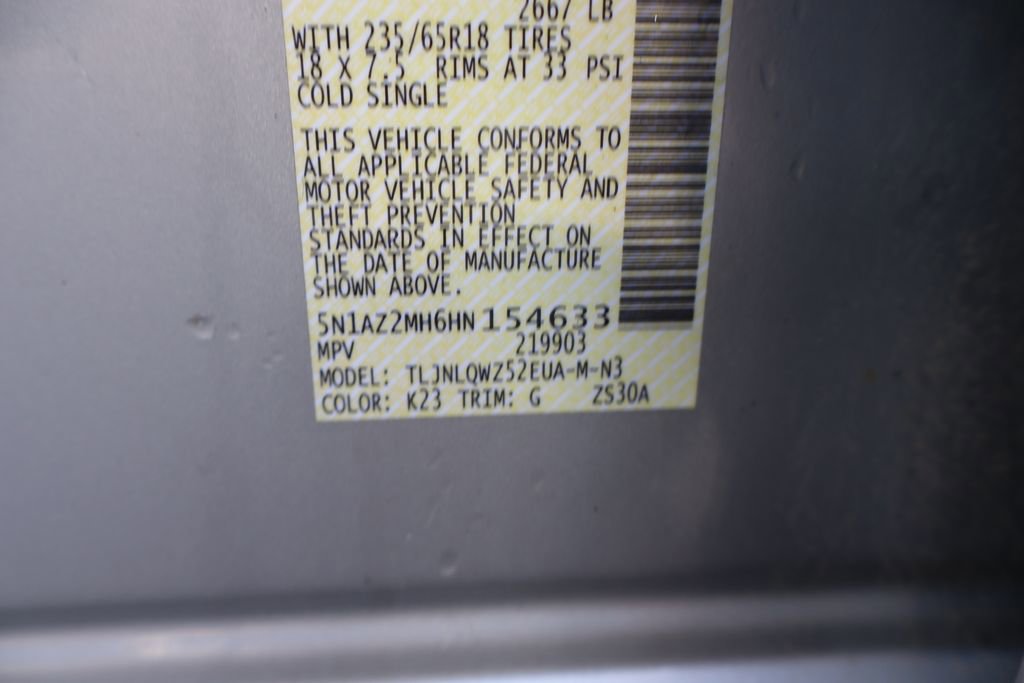 2667 LB
WITH 235/65R18 TIRES
18 X 7.5 RIMS AT 33 PSI
COLD SINGLE
THIS VEHICLE CONFORMS TO
ALL APPLICABLE FEDERAL
MOTOR VEHICLE SAFETY AND
THEFT PREVENTION
STANDARDS IN EFFECT ON
THE DATE OF MANUFACTURE
SHOWN ABOVE.
5N1AZ2MH6HN154633
MPV 219903
MODEL: TLJNLQWZ52EUA-M-N3
COLOR: K23 TRIM: G ZS30A